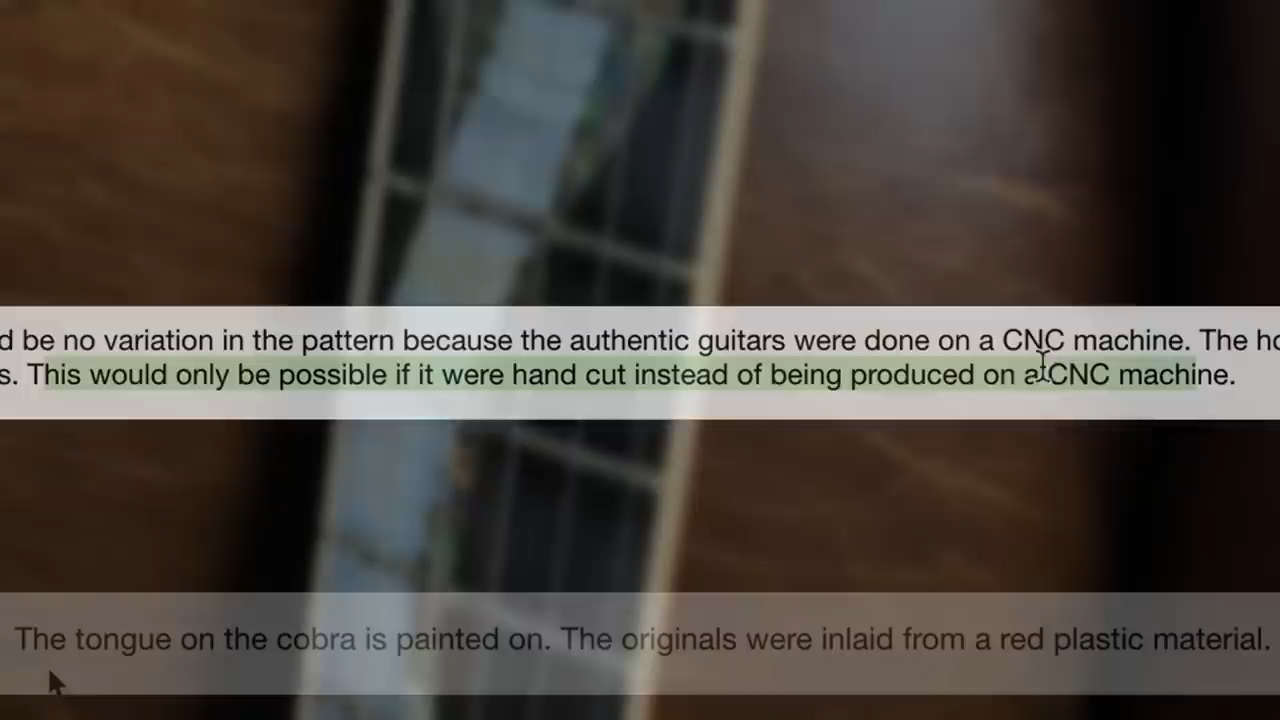 be no variation in the pattern because the authentic guitars were done on a CNC machine. The
This would only be possible if it were hand cut instead of being produced on a CNC machine.
The tongue on the cobra is painted on. The originals were inlaid from a red plastic material.